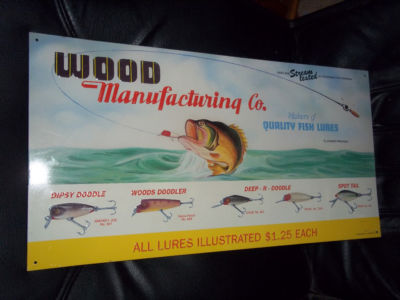 WOOD
Manufacturing Co.
Stream tested
Makers of
QUALITY FISH LURES
DIPSY DOODLE
WOODS DOODLER
DEEP-R-DOODLE
SPOT TAIL
ALL LURES ILLUSTRATED $1.25 EACH